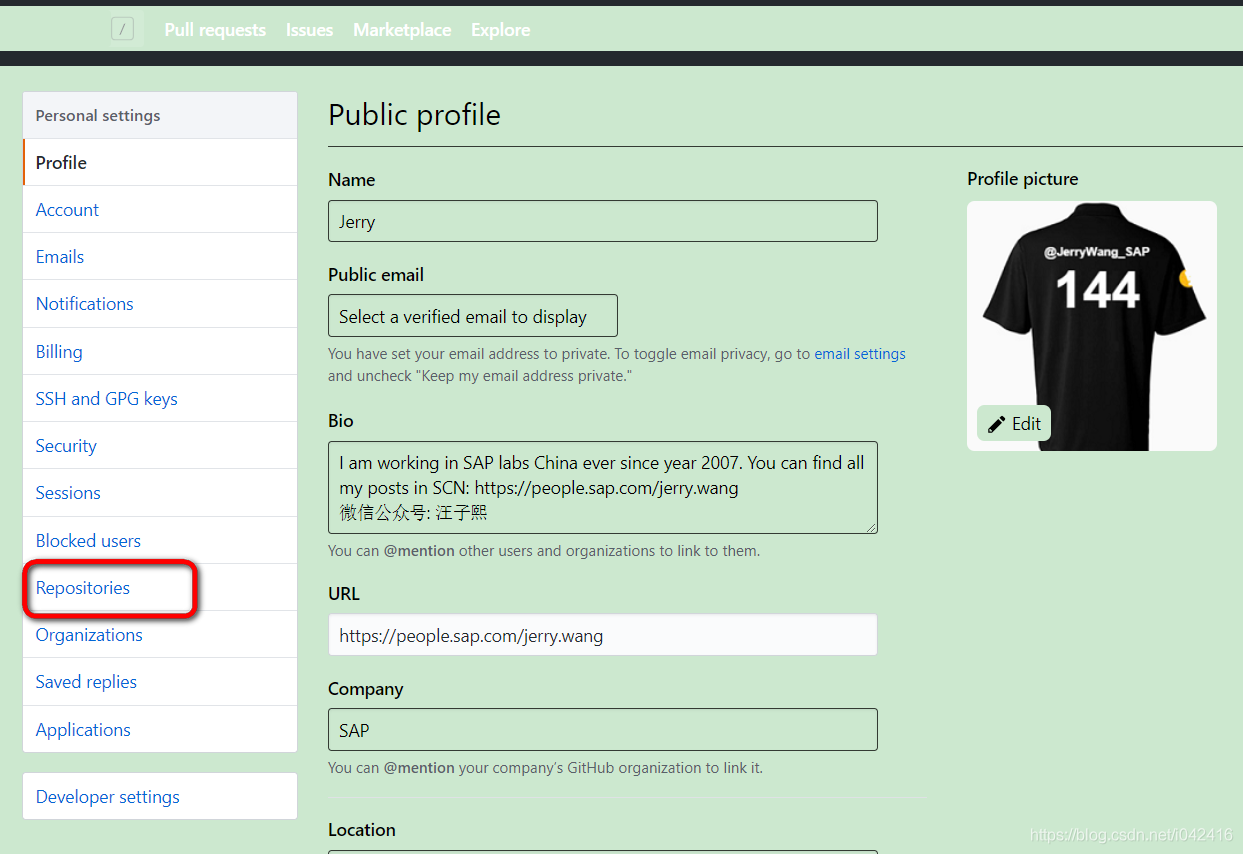 / Pull requests Issues Marketplace Explore
Personal settings
Profile
Account
Emails
Notifications
Billing
SSH and GPG keys
Security
Sessions
Blocked users
Repositories
Organizations
Saved replies
Applications
Developer settings
Public profile
Name
Jerry
Public email
Select a verified email to display
You have set your email address to private. To toggle email privacy, go to email settings
and uncheck "Keep my email address private."
Bio
I am working in SAP labs China ever since year 2007. You can find all
my posts in SCN: https://people.sap.com/jerry.wang
微信公众号: 汪子熙
You can @mention other users and organizations to link to them.
URL
https://people.sap.com/jerry.wang
Company
SAP
You can @mention your company's GitHub organization to link it.
Location
Profile picture
@JerryWang_SAP
144
Edit
https://blog.csdn.net/i042416